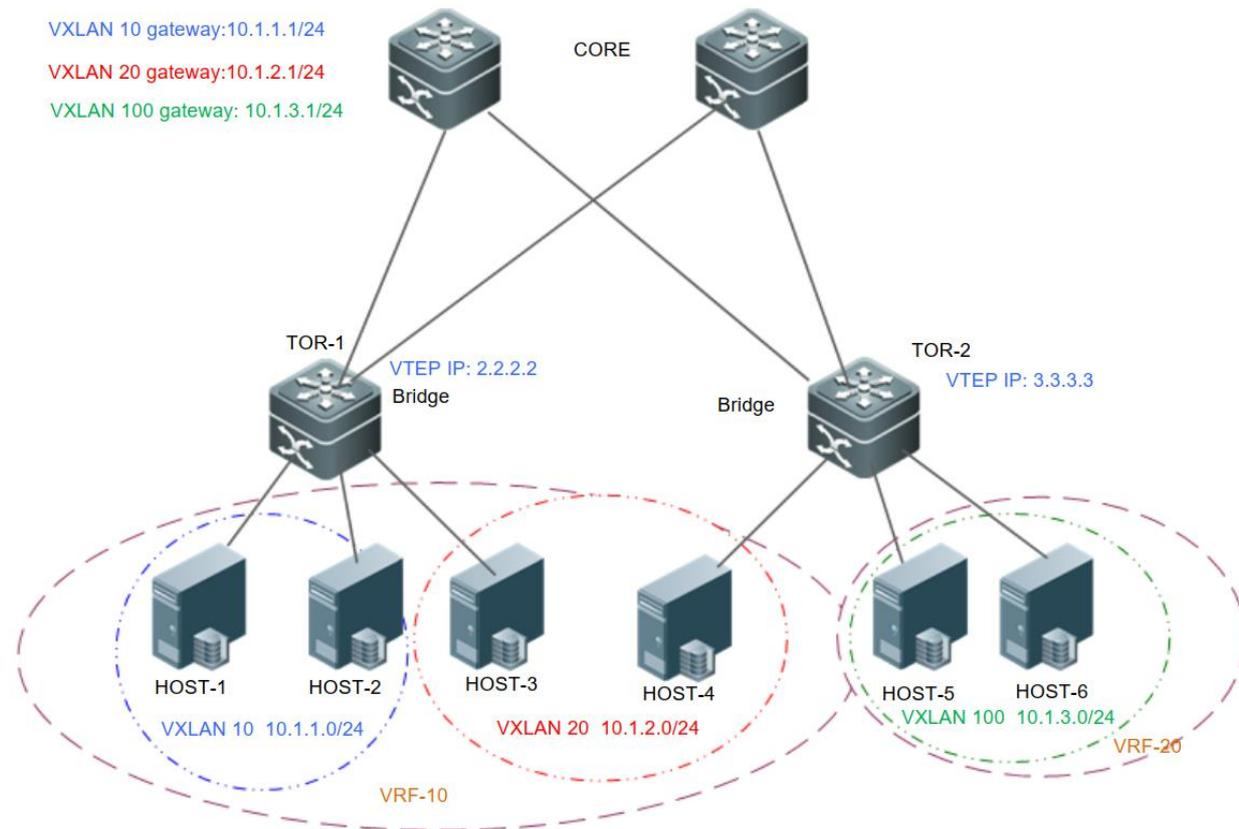 VXLAN 10 gateway:10.1.1.1/24
CORE
VXLAN 20 gateway:10.1.2.1/24
VXLAN 100 gateway: 10.1.3.1/24
TOR-1
TOR-2
VTEP IP: 2.2.2.2
VTEP IP: 3.3.3.3
Bridge
Bridge
HOST-1
HOST-2
HOST-3
HOST-4
HOST-5
HOST-6
VXLAN 10 10.1.1.0/24
VXLAN 20 10.1.2.0/24
VXLAN 100 10.1.3.0/24
VRF-20
VRF-10